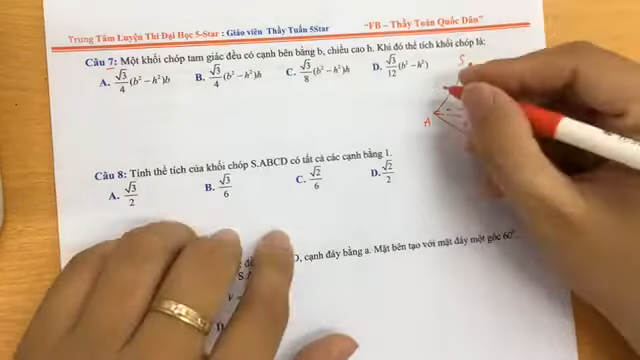 Trung Tâm Luyện Thi Đại Học 5-Star : Giáo viên Thầy Tuấn 5Star "FB – Thầy Toàn Quốc Dân"
Câu 7: Một khối chóp tam giác đều có cạnh bên bằng b, chiều cao h. Khi đó thể tích khối chóp là:
A. √3/4 (b² − h²)b B. √3/4 (b² − h²)h C. √3/8 (b² − h²)h D. √3/12 (b² − h²)
S
A
Câu 8: Tính thể tích của khối chóp S.ABCD có tất cả các cạnh bằng 1.
A. √3/2 B. √3/6 C. √2/6 D. √2/2
D, cạnh đáy bằng a. Mặt bên tạo với mặt đáy một góc 60°.